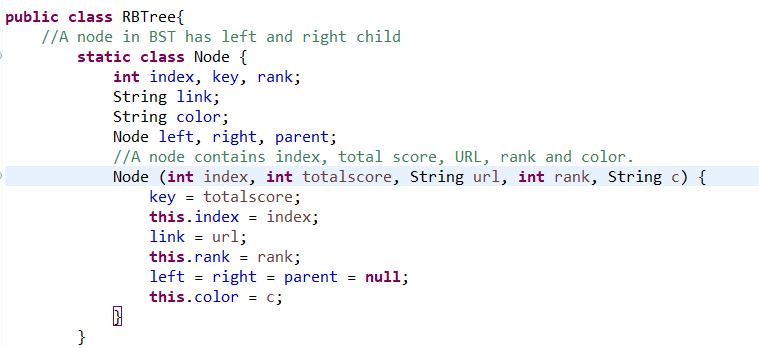 public class RBTree{
//A node in BST has left and right child
static class Node {
int index, key, rank;
String link;
String color;
Node left, right, parent;
//A node contains index, total score, URL, rank and color.
Node (int index, int totalscore, String url, int rank, String c) {
key = totalscore;
this.index = index;
link = url;
this.rank = rank;
left = right = parent = null;
this.color = c;
}
}